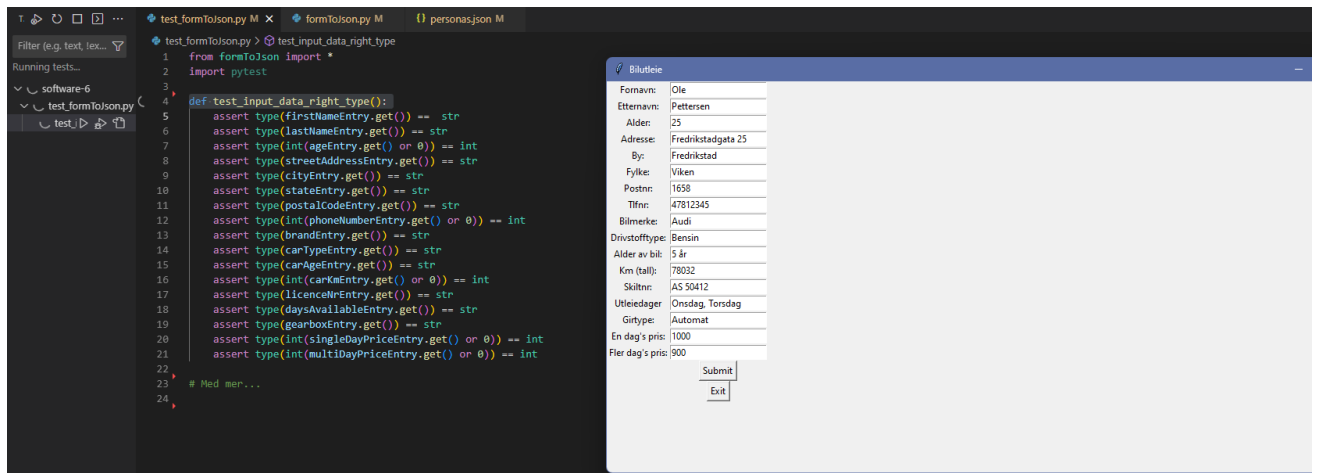 T.
test_formToJson.py M
formToJson.py M
{} personas.json M
Filter (e.g. text, !ex...
test_formToJson.py > test_input_data_right_type
Running tests...
software-6
test_formToJson.py
test_i
1 from formToJson import *
2 import pytest
3
4 def test_input_data_right_type():
5 assert type(firstNameEntry.get()) == str
6 assert type(lastNameEntry.get()) == str
7 assert type(int(ageEntry.get() or 0)) == int
8 assert type(streetAddressEntry.get()) == str
9 assert type(cityEntry.get()) == str
10 assert type(stateEntry.get()) == str
11 assert type(postalCodeEntry.get()) == str
12 assert type(int(phoneNumberEntry.get() or 0)) == int
13 assert type(brandEntry.get()) == str
14 assert type(carTypeEntry.get()) == str
15 assert type(carAgeEntry.get()) == str
16 assert type(int(carKmEntry.get() or 0)) == int
17 assert type(licenceNrEntry.get()) == str
18 assert type(daysAvailableEntry.get()) == str
19 assert type(gearboxEntry.get()) == str
20 assert type(int(singleDayPriceEntry.get() or 0)) == int
21 assert type(int(multiDayPriceEntry.get() or 0)) == int
22
23 # Med mer...
24
Bilutleie
Fornavn: Ole
Etternavn: Pettersen
Alder: 25
Adresse: Fredrikstadgata 25
By: Fredrikstad
Fylke: Viken
Postnr: 1658
Tlfnr: 47812345
Bilmerke: Audi
Drivstofftype: Bensin
Alder av bil: 5 år
Km (tall): 78032
Skiltnr: AS 50412
Utleiedager Onsdag, Torsdag
Girtype: Automat
En dag's pris: 1000
Fler dag's pris: 900
Submit
Exit